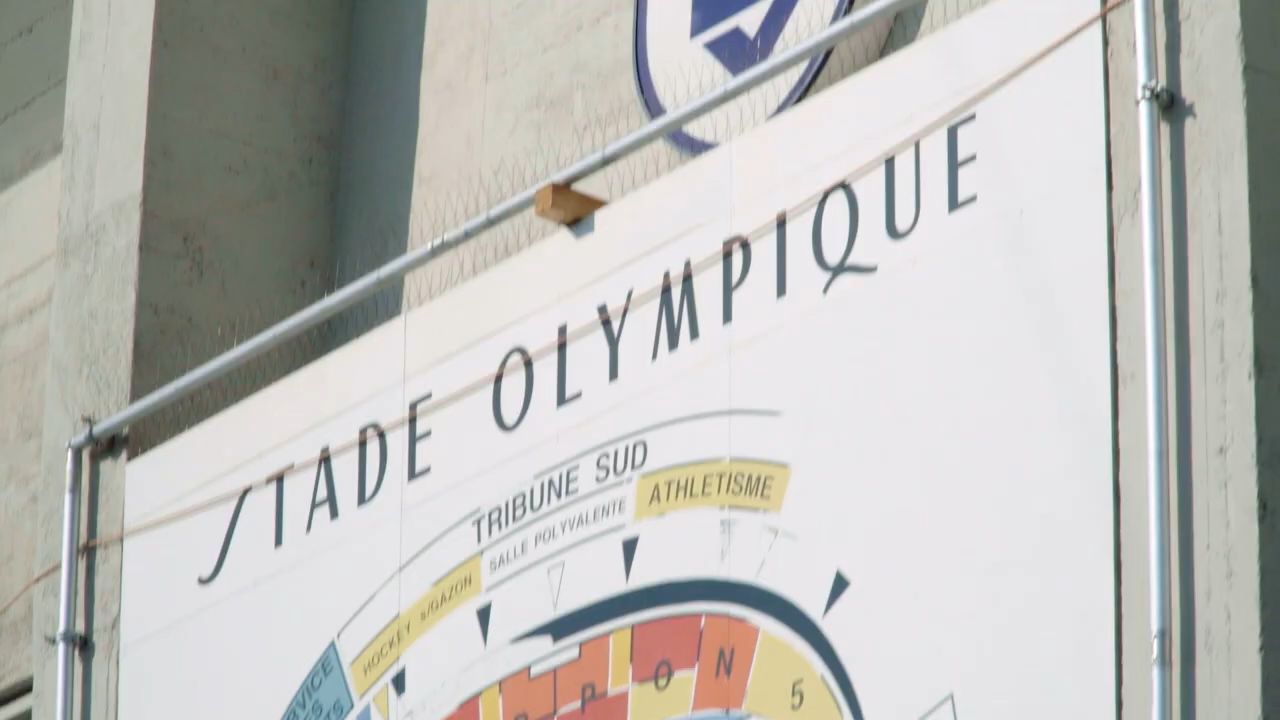 STADE OLYMPIQUE
TRIBUNE SUD
ATHLETISME
SALLE POLYVALENTE
HOCKEY s/GAZON
P O N
5